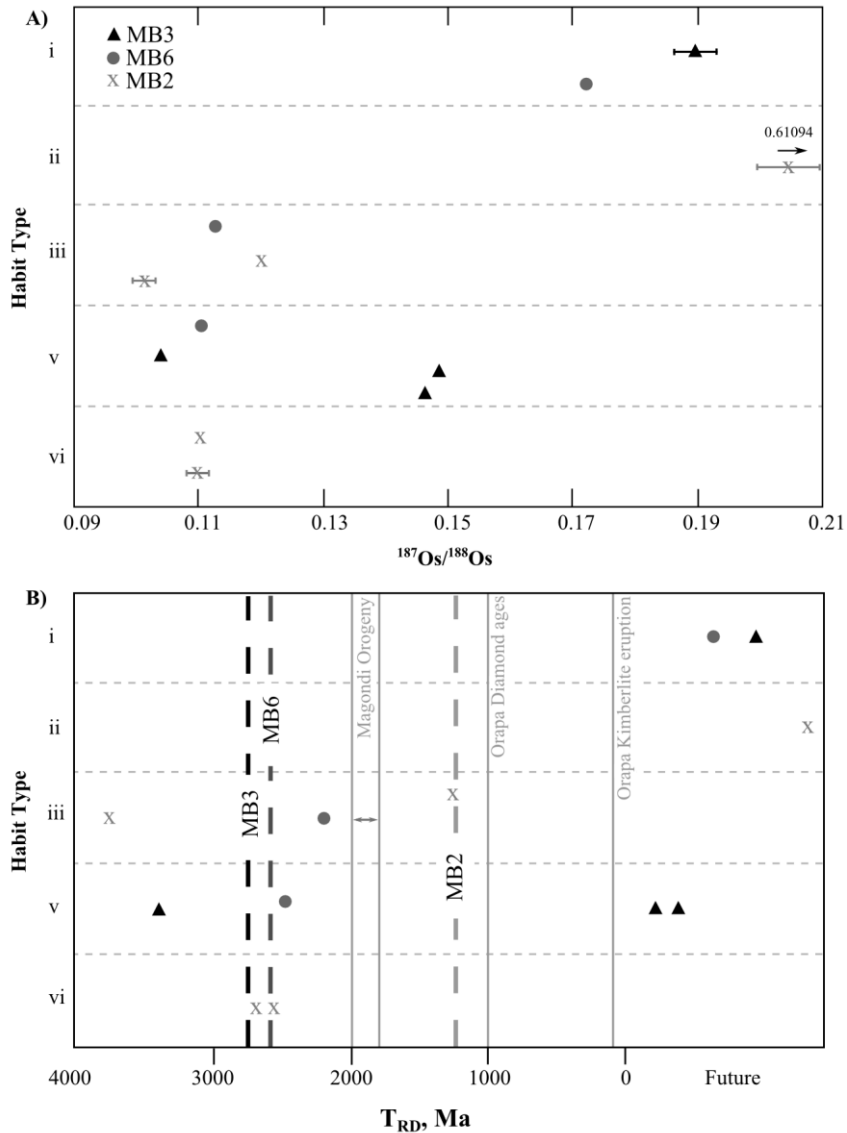 A)
▲ MB3
● MB6
x MB2
i
ii
0.61094
iii
v
vi
Habit Type
0.09 0.11 0.13 0.15 0.17 0.19 0.21
¹⁸⁷Os/¹⁸⁸Os
B)
i
ii
iii
v
vi
Habit Type
MB3
MB6
Magondi Orogeny
MB2
Orapa Diamond ages
Orapa Kimberlite eruption
4000 3000 2000 1000 0 Future
T_RD, Ma